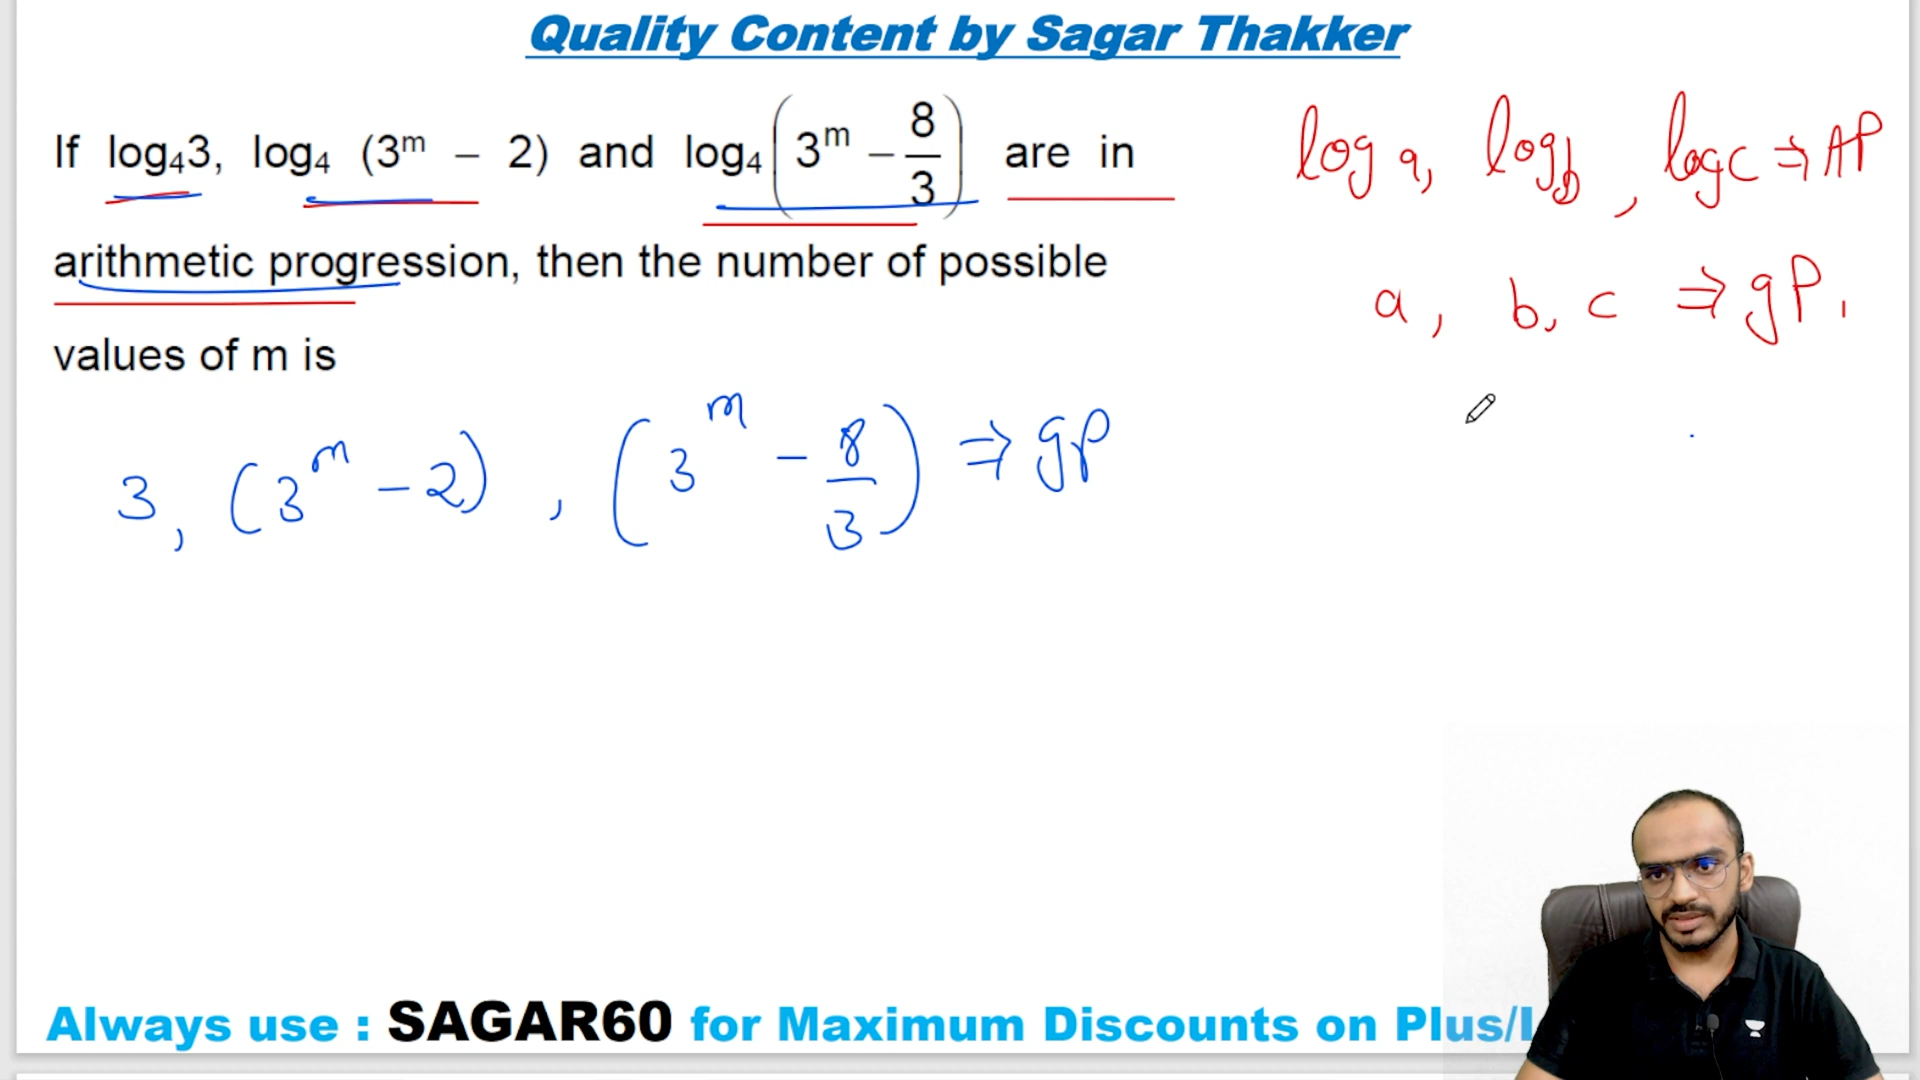 Quality Content by Sagar Thakker
If log₄3, log₄ (3ᵐ – 2) and log₄(3ᵐ – 8/3) are in
arithmetic progression, then the number of possible
values of m is
log a, log b, log c ⇒ AP
a, b, c ⇒ gP.
3, (3ᵐ – 2), (3ᵐ – 8/3) ⇒ gP
Always use : SAGAR60 for Maximum Discounts on Plus/